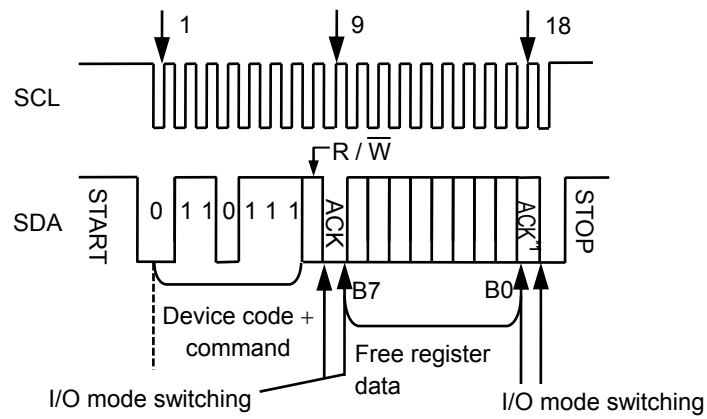 1 9 18
SCL
R / W
SDA START 0 1 1 0 1 1 1 ACK ACK*1 STOP
B7 B0
Device code +
command
Free register
data
I/O mode switching
I/O mode switching